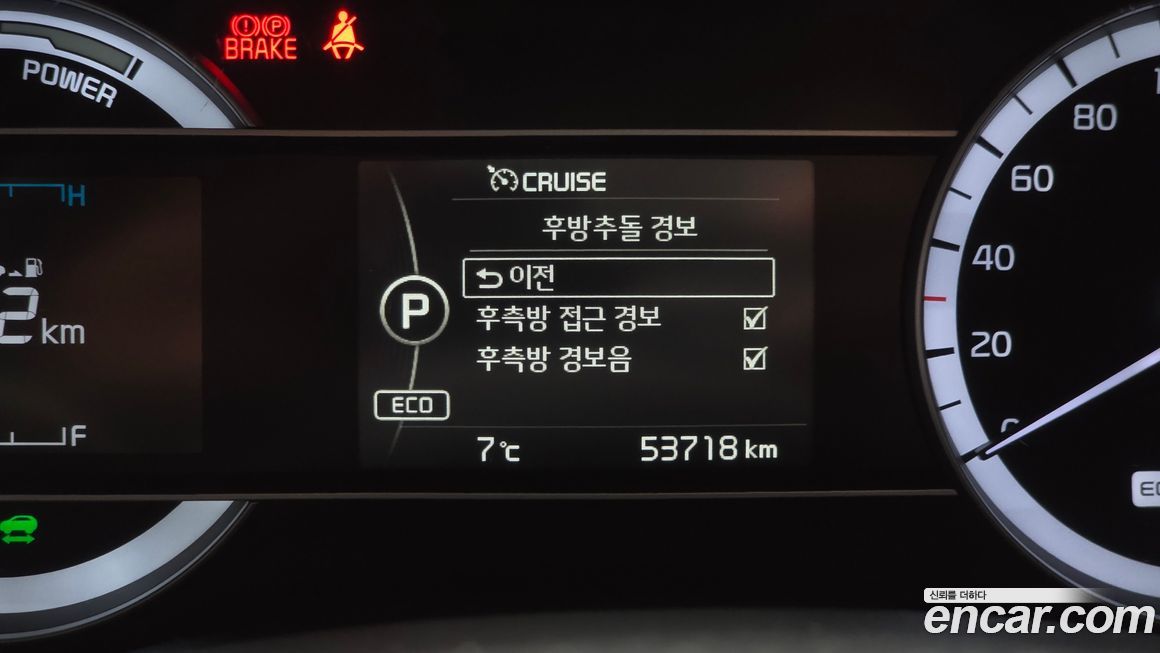 POWER
P
BRAKE
H
2km
F
CRUISE
후방추돌 경보
이전
후측방 접근 경보
후측방 경보음
P
ECO
7℃
53718 km
80
60
40
20
0
신뢰를 더하다
encar.com